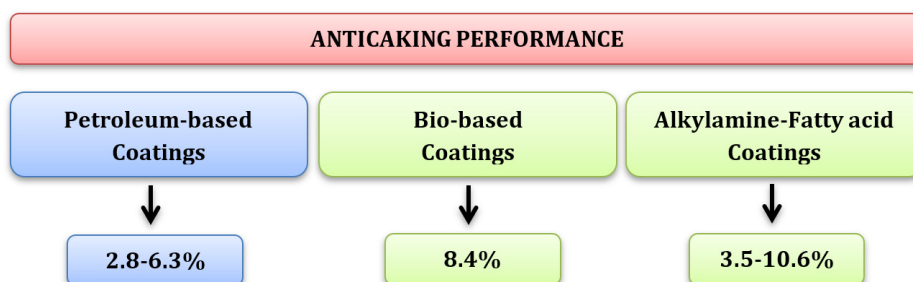 ANTICAKING PERFORMANCE
Petroleum-based
Coatings
Bio-based
Coatings
Alkylamine-Fatty acid
Coatings
2.8-6.3%
8.4%
3.5-10.6%